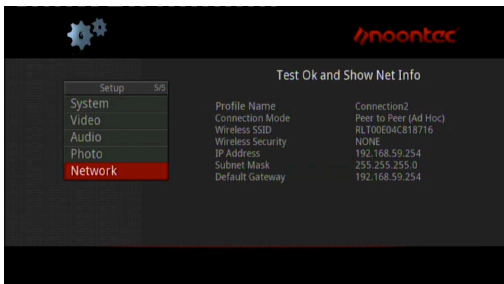 noontec
Test Ok and Show Net Info
Setup 5/5
System
Video
Audio
Photo
Network
Profile Name Connection2
Connection Mode Peer to Peer (Ad Hoc)
Wireless SSID RLT00E04C818716
Wireless Security NONE
IP Address 192.168.59.254
Subnet Mask 255.255.255.0
Default Gateway 192.168.59.254